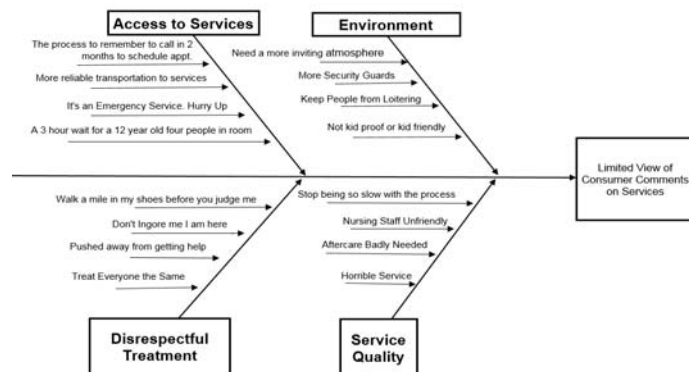 Access to Services
The process to remember to call in 2
months to schedule appt.
More reliable transportation to services
It's an Emergency Service. Hurry Up
A 3 hour wait for a 12 year old four people in room
Environment
Need a more inviting atmosphere
More Security Guards
Keep People from Loitering
Not kid proof or kid friendly
Limited View of
Consumer Comments
on Services
Walk a mile in my shoes before you judge me
Don't Ingore me I am here
Pushed away from getting help
Treat Everyone the Same
Disrespectful
Treatment
Stop being so slow with the process
Nursing Staff Unfriendly
Aftercare Badly Needed
Horrible Service
Service
Quality